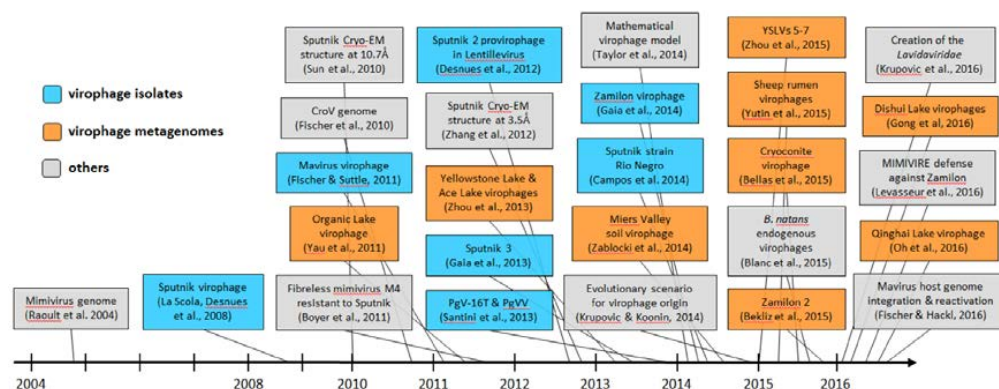 virophage isolates
virophage metagenomes
others
Mimivirus genome
(Raoult et al. 2004)
Sputnik virophage
(La Scola, Desnues
et al., 2008)
Sputnik Cryo-EM
structure at 10.7Å
(Sun et al., 2010)
CroV genome
(Fischer et al., 2010)
Mavirus virophage
(Fischer & Suttle, 2011)
Organic Lake
virophage
(Yau et al., 2011)
Fibreless mimivirus M4
resistant to Sputnik
(Boyer et al., 2011)
Sputnik 2 provirophage
in Lentillevirus
(Desnues et al., 2012)
Sputnik Cryo-EM
structure at 3.5Å
(Zhang et al., 2012)
Yellowstone Lake &
Ace Lake virophages
(Zhou et al., 2013)
Sputnik 3
(Gaia et al., 2013)
PgV-16T & PgVV
(Santini et al., 2013)
Mathematical
virophage model
(Taylor et al., 2014)
Zamilon virophage
(Gaia et al., 2014)
Sputnik strain
Rio Negro
(Campos et al. 2014)
Miers Valley
soil virophage
(Zablocki et al., 2014)
Evolutionary scenario
for virophage origin
(Krupovic & Koonin, 2014)
YSLVs 5-7
(Zhou et al., 2015)
Sheep rumen
virophages
(Yutin et al., 2015)
Cryoconite
virophage
(Bellas et al., 2015)
B. natans
endogenous
virophages
(Blanc et al., 2015)
Zamilon 2
(Bekliz et al., 2015)
Creation of the
Lavidaviridae
(Krupovic et al., 2016)
Dishui Lake virophages
(Gong et al, 2016)
MIMIVIRE defense
against Zamilon
(Levasseur et al., 2016)
Qinghai Lake virophage
(Oh et al., 2016)
Mavirus host genome
integration & reactivation
(Fischer & Hackl, 2016)
2004 2008 2010 2011 2012 2013 2014 2015 2016